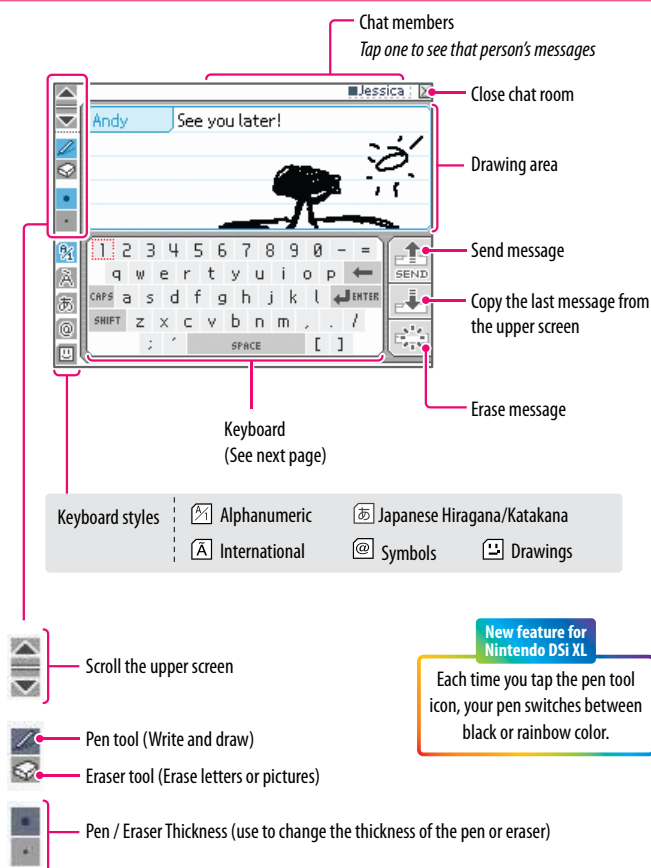 Chat members
Tap one to see that person's messages
Jessica
Close chat room
Andy
See you later!
Drawing area
1 2 3 4 5 6 7 8 9 0 - =
q w e r t y u i o p
CAPS a s d f g h j k l ENTER
SHIFT z x c v b n m , . /
; ´ SPACE [ ]
A/1
Ã
あ
@
SEND
Send message
Copy the last message from
the upper screen
Erase message
Keyboard
(See next page)
Keyboard styles
A/1 Alphanumeric
あ Japanese Hiragana/Katakana
Ã International
@ Symbols
Drawings
Scroll the upper screen
New feature for
Nintendo DSi XL
Each time you tap the pen tool
icon, your pen switches between
black or rainbow color.
Pen tool (Write and draw)
Eraser tool (Erase letters or pictures)
Pen / Eraser Thickness (use to change the thickness of the pen or eraser)